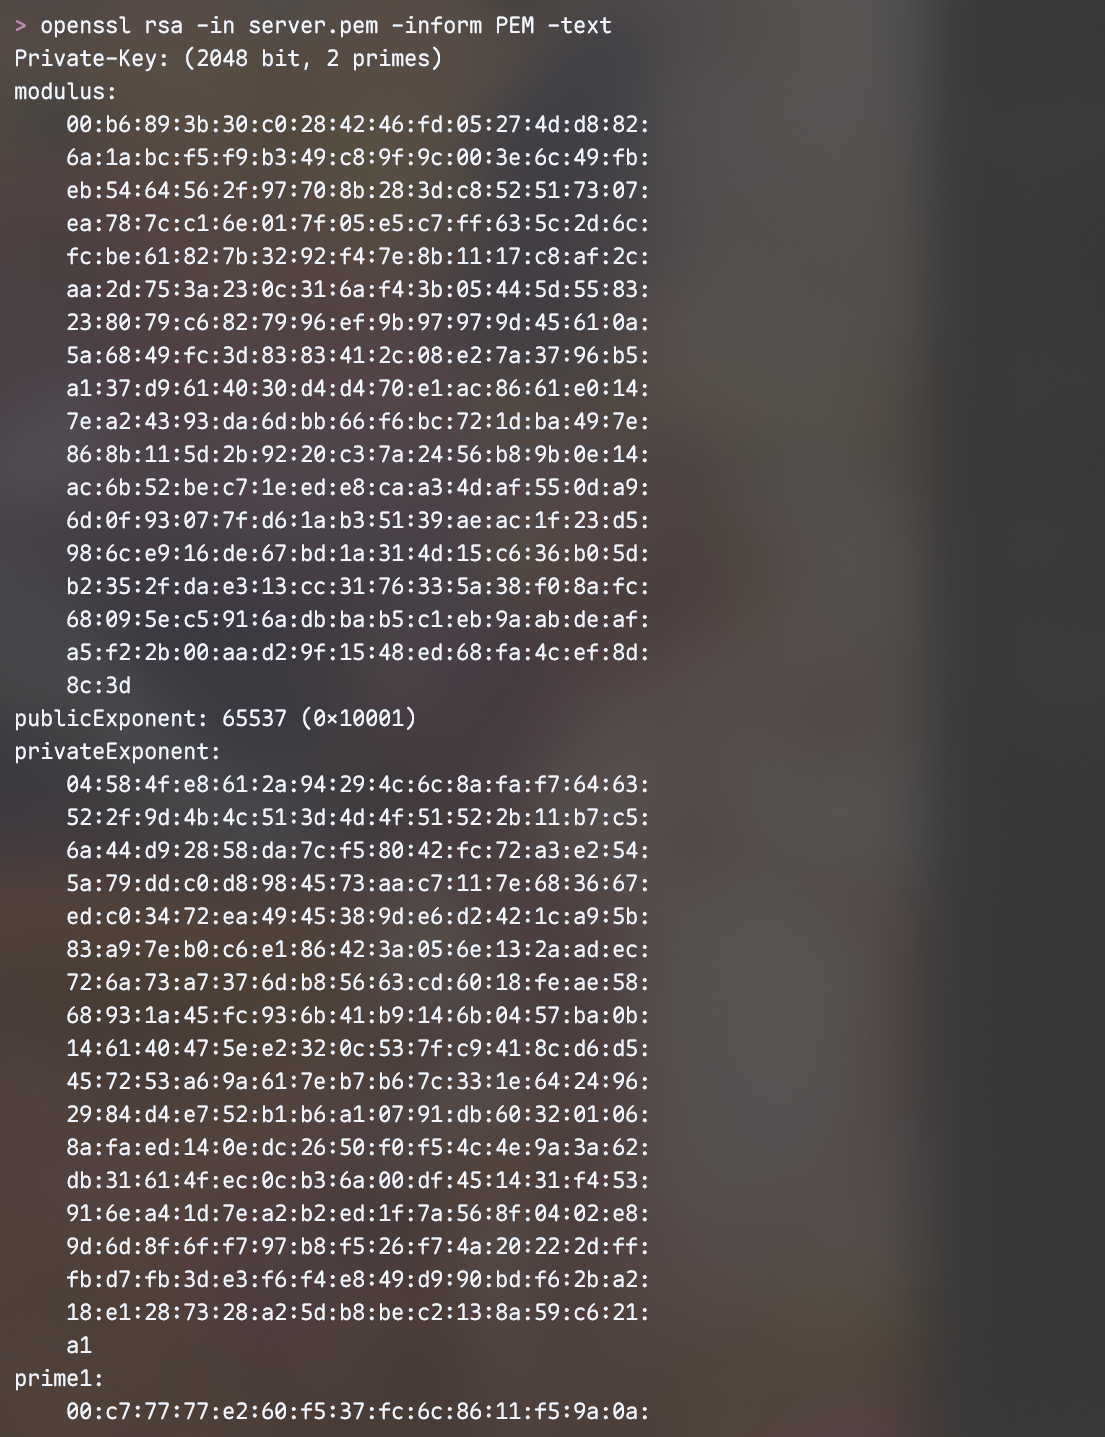 > openssl rsa -in server.pem -inform PEM -text
Private-Key: (2048 bit, 2 primes)
modulus:
    00:b6:89:3b:30:c0:28:42:46:fd:05:27:4d:d8:82:
    6a:1a:bc:f5:f9:b3:49:c8:9f:9c:00:3e:6c:49:fb:
    eb:54:64:56:2f:97:70:8b:28:3d:c8:52:51:73:07:
    ea:78:7c:c1:6e:01:7f:05:e5:c7:ff:63:5c:2d:6c:
    fc:be:61:82:7b:32:92:f4:7e:8b:11:17:c8:af:2c:
    aa:2d:75:3a:23:0c:31:6a:f4:3b:05:44:5d:55:83:
    23:80:79:c6:82:79:96:ef:9b:97:97:9d:45:61:0a:
    5a:68:49:fc:3d:83:83:41:2c:08:e2:7a:37:96:b5:
    a1:37:d9:61:40:30:d4:d4:70:e1:ac:86:61:e0:14:
    7e:a2:43:93:da:6d:bb:66:f6:bc:72:1d:ba:49:7e:
    86:8b:11:5d:2b:92:20:c3:7a:24:56:b8:9b:0e:14:
    ac:6b:52:be:c7:1e:ed:e8:ca:a3:4d:af:55:0d:a9:
    6d:0f:93:07:7f:d6:1a:b3:51:39:ae:ac:1f:23:d5:
    98:6c:e9:16:de:67:bd:1a:31:4d:15:c6:36:b0:5d:
    b2:35:2f:da:e3:13:cc:31:76:33:5a:38:f0:8a:fc:
    68:09:5e:c5:91:6a:db:ba:b5:c1:eb:9a:ab:de:af:
    a5:f2:2b:00:aa:d2:9f:15:48:ed:68:fa:4c:ef:8d:
    8c:3d
publicExponent: 65537 (0×10001)
privateExponent:
    04:58:4f:e8:61:2a:94:29:4c:6c:8a:fa:f7:64:63:
    52:2f:9d:4b:4c:51:3d:4d:4f:51:52:2b:11:b7:c5:
    6a:44:d9:28:58:da:7c:f5:80:42:fc:72:a3:e2:54:
    5a:79:dd:c0:d8:98:45:73:aa:c7:11:7e:68:36:67:
    ed:c0:34:72:ea:49:45:38:9d:e6:d2:42:1c:a9:5b:
    83:a9:7e:b0:c6:e1:86:42:3a:05:6e:13:2a:ad:ec:
    72:6a:73:a7:37:6d:b8:56:63:cd:60:18:fe:ae:58:
    68:93:1a:45:fc:93:6b:41:b9:14:6b:04:57:ba:0b:
    14:61:40:47:5e:e2:32:0c:53:7f:c9:41:8c:d6:d5:
    45:72:53:a6:9a:61:7e:b7:b6:7c:33:1e:64:24:96:
    29:84:d4:e7:52:b1:b6:a1:07:91:db:60:32:01:06:
    8a:fa:ed:14:0e:dc:26:50:f0:f5:4c:4e:9a:3a:62:
    db:31:61:4f:ec:0c:b3:6a:00:df:45:14:31:f4:53:
    91:6e:a4:1d:7e:a2:b2:ed:1f:7a:56:8f:04:02:e8:
    9d:6d:8f:6f:f7:97:b8:f5:26:f7:4a:20:22:2d:ff:
    fb:d7:fb:3d:e3:f6:f4:e8:49:d9:90:bd:f6:2b:a2:
    18:e1:28:73:28:a2:5d:b8:be:c2:13:8a:59:c6:21:
    a1
prime1:
    00:c7:77:77:e2:60:f5:37:fc:6c:86:11:f5:9a:0a: